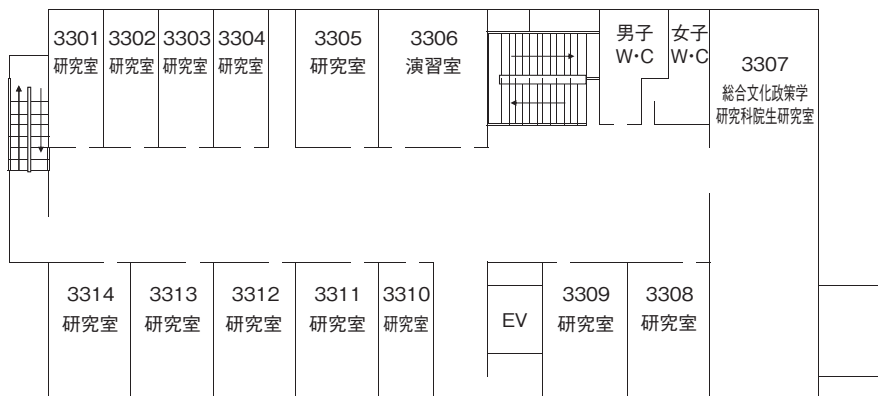 3301
研究室
3302
研究室
3303
研究室
3304
研究室
3305
研究室
3306
演習室
男子
W・C
女子
W・C
3307
総合文化政策学
研究科院生研究室
3314
研究室
3313
研究室
3312
研究室
3311
研究室
3310
研究室
EV
3309
研究室
3308
研究室